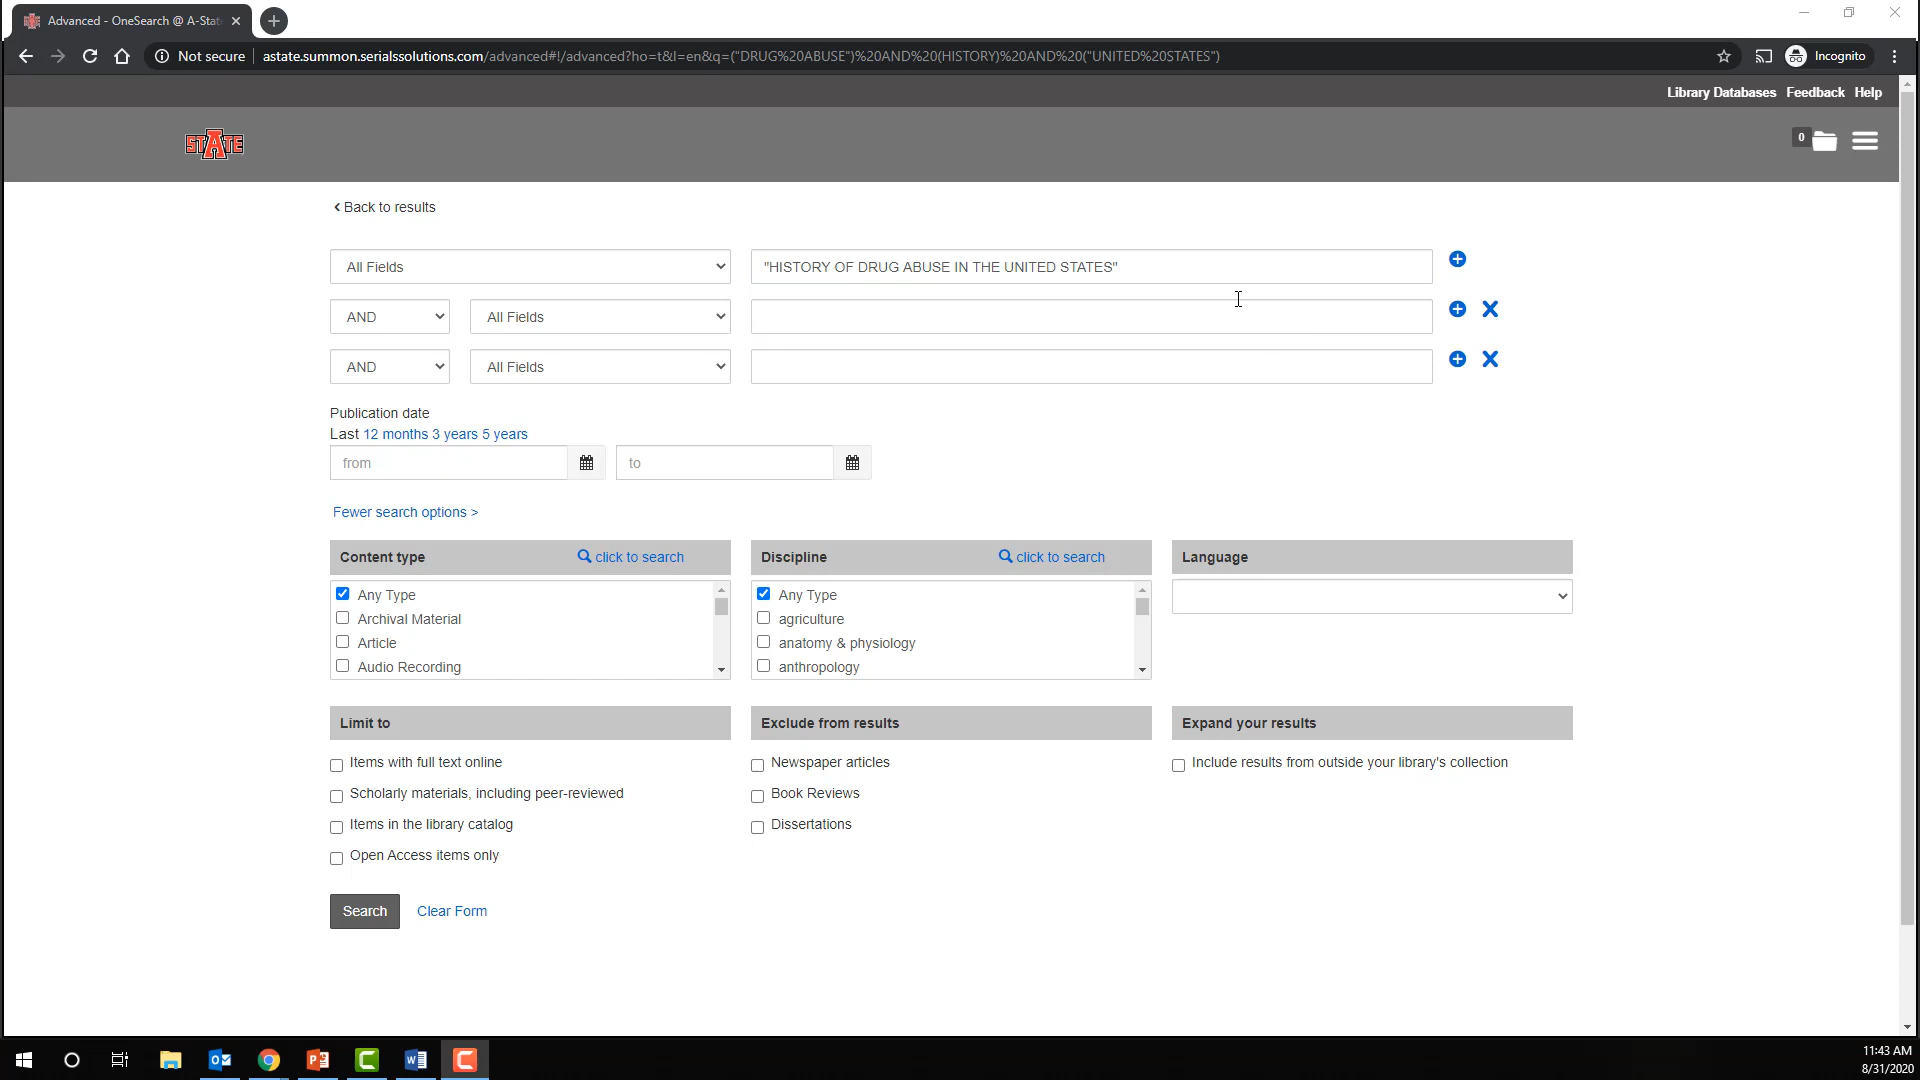 Advanced - OneSearch @ A-Stat
Not secure astate.summon.serialssolutions.com/advanced#!/advanced?ho=t&l=en&q=("DRUG%20ABUSE")%20AND%20(HISTORY)%20AND%20("UNITED%20STATES") Incognito
Library Databases Feedback Help
STATE
0
Back to results
All Fields "HISTORY OF DRUG ABUSE IN THE UNITED STATES"
AND All Fields
AND All Fields
Publication date
Last 12 months 3 years 5 years
from to
Fewer search options >
Content type click to search Discipline click to search Language
Any Type Any Type
Archival Material agriculture
Article anatomy & physiology
Audio Recording anthropology
Limit to Exclude from results Expand your results
Items with full text online Newspaper articles Include results from outside your library's collection
Scholarly materials, including peer-reviewed Book Reviews
Items in the library catalog Dissertations
Open Access items only
Search Clear Form
11:43 AM
8/31/2020